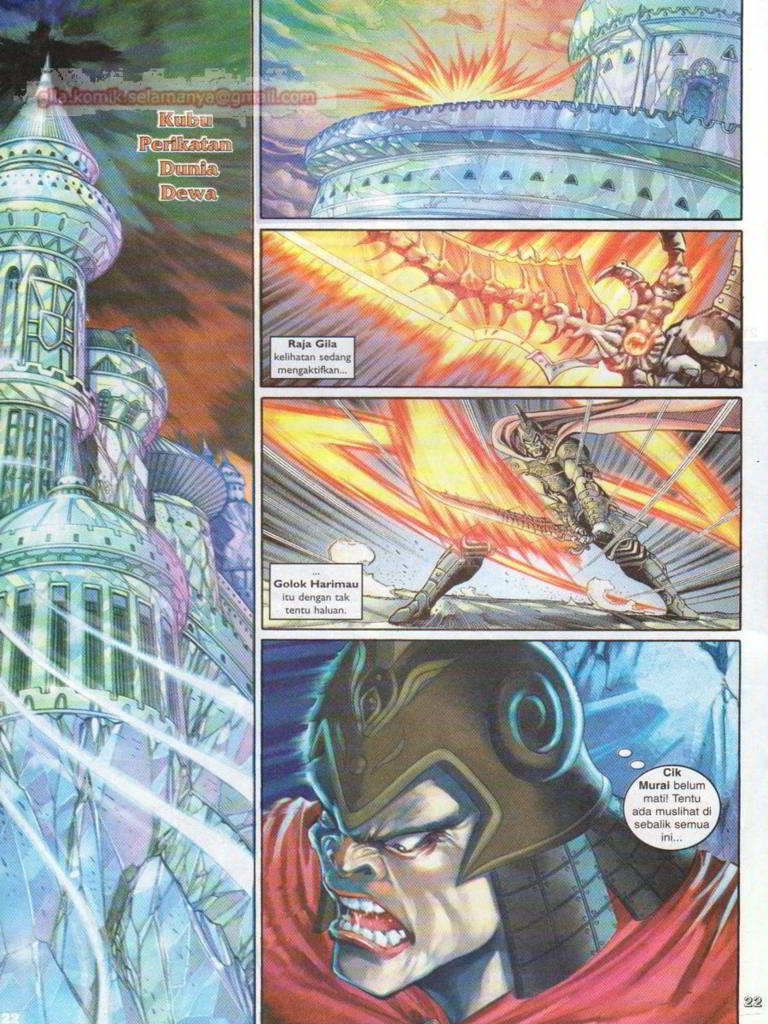 gila.komik.selamanya@gmail.com
Kubu
Perikatan
Dunia
Dewa
Raja Gila
kelihatan sedang
mengaktifkan...
...
Golok Harimau
itu dengan tak
tentu haluan.
Cik
Murai belum
mati! Tentu
ada muslihat di
sebalik semua
ini...
22
22